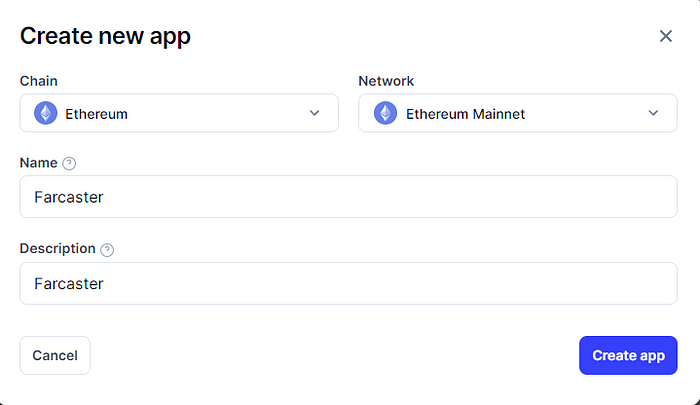 Create new app
Chain
Network
Ethereum
Ethereum Mainnet
Name ?
Farcaster
Description ?
Farcaster
Cancel
Create app